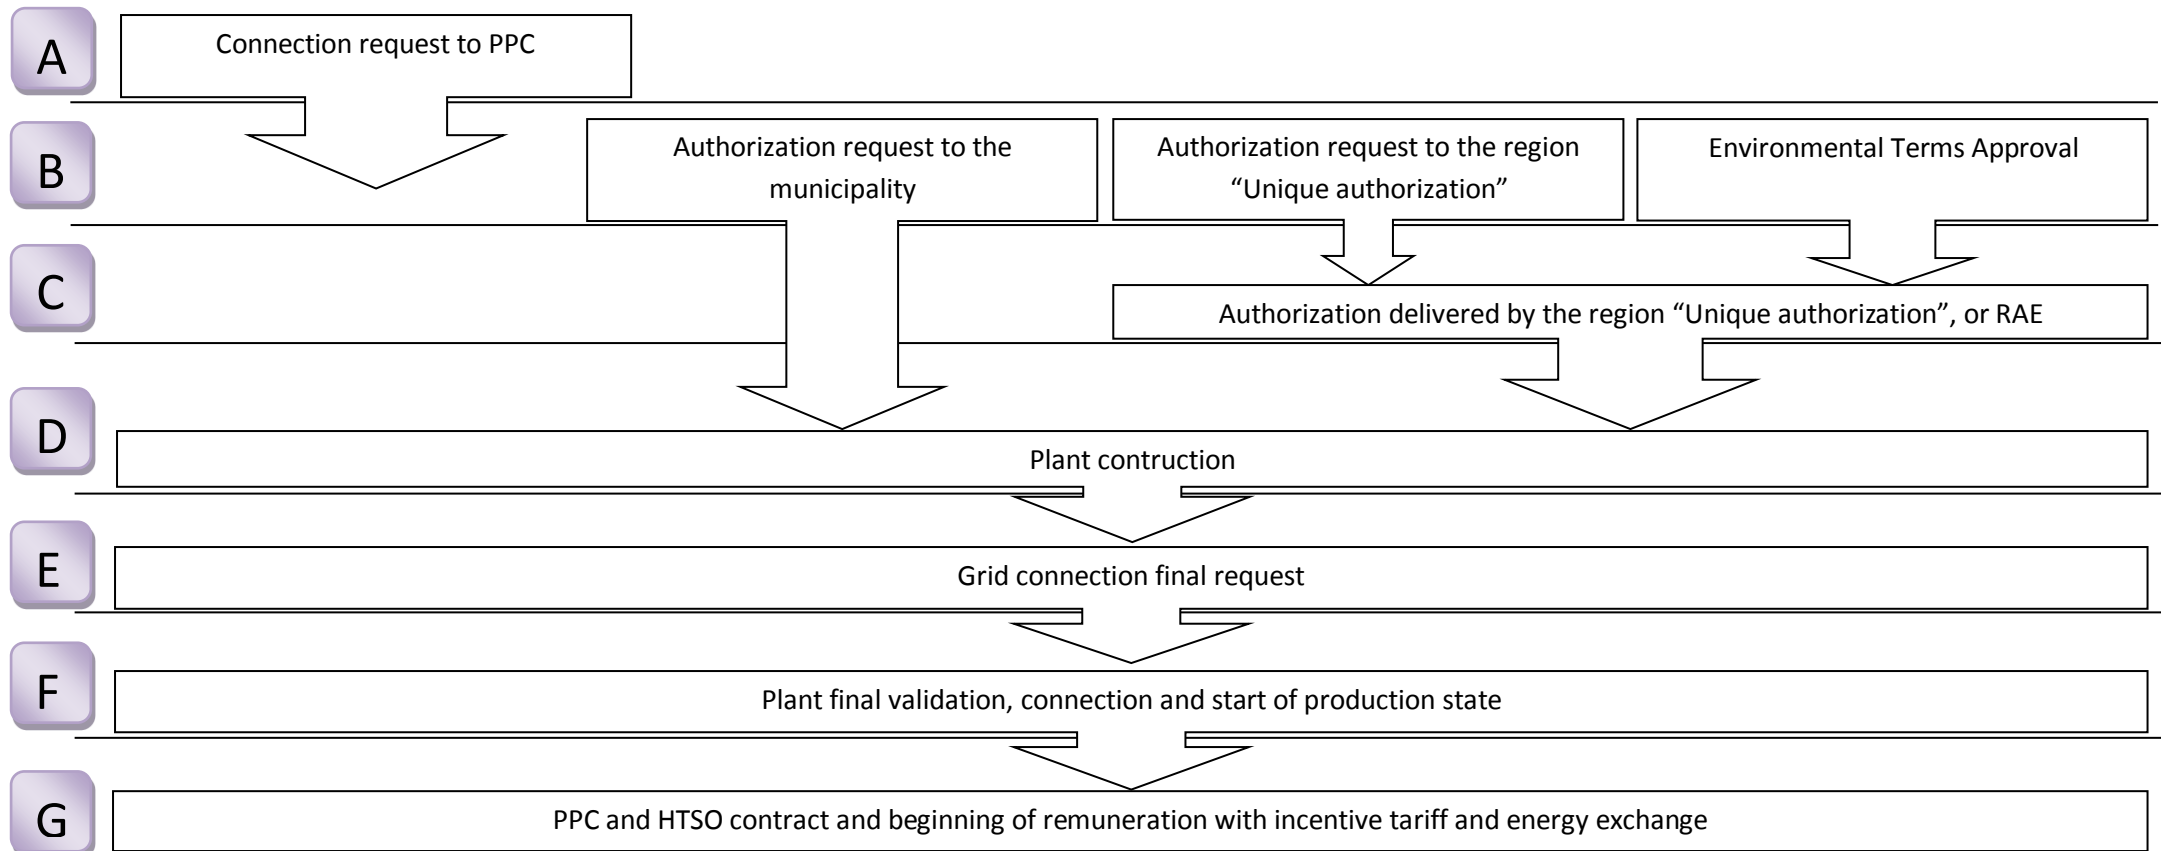 A
Connection request to PPC
B
Authorization request to the
municipality
Authorization request to the region
“Unique authorization”
Environmental Terms Approval
C
Authorization delivered by the region “Unique authorization”, or RAE
D
Plant contruction
E
Grid connection final request
F
Plant final validation, connection and start of production state
G
PPC and HTSO contract and beginning of remuneration with incentive tariff and energy exchange